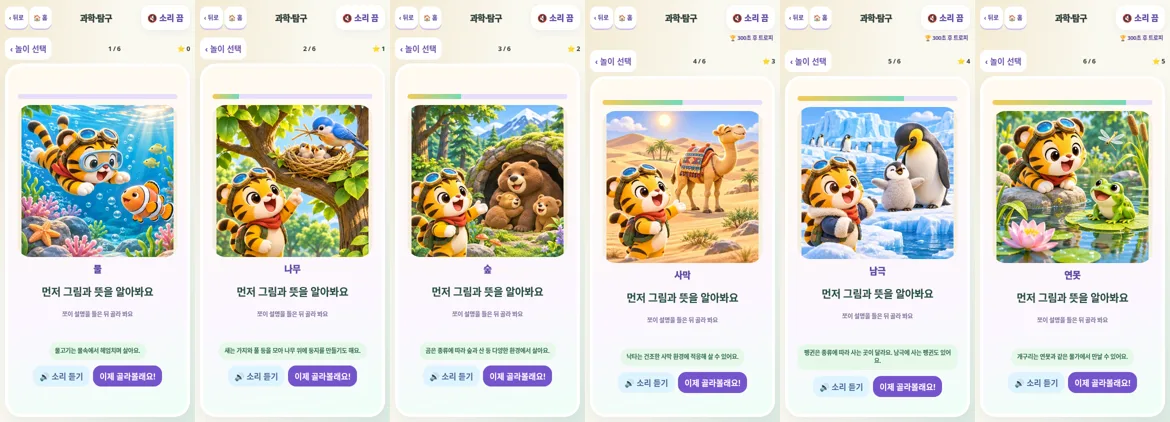 ‹ 뒤로 🏠 홈 과학·탐구 🔇 소리 끔
‹ 놀이 선택 1 / 6 ⭐ 0
물
먼저 그림과 뜻을 알아봐요
쪼이 설명을 들은 뒤 골라 봐요
물고기는 물속에서 헤엄치며 살아요.
🔊 소리 듣기 이제 골라볼래요!
‹ 뒤로 🏠 홈 과학·탐구 🔇 소리 끔
‹ 놀이 선택 2 / 6 ⭐ 1
나무
먼저 그림과 뜻을 알아봐요
쪼이 설명을 들은 뒤 골라 봐요
새는 가지와 풀 등을 모아 나무 위에 둥지를 만들기도 해요.
🔊 소리 듣기 이제 골라볼래요!
‹ 뒤로 🏠 홈 과학·탐구 🔇 소리 끔
‹ 놀이 선택 3 / 6 ⭐ 2
숲
먼저 그림과 뜻을 알아봐요
쪼이 설명을 들은 뒤 골라 봐요
곰은 종류에 따라 숲과 산 등 다양한 환경에서 살아요.
🔊 소리 듣기 이제 골라볼래요!
‹ 뒤로 🏠 홈 과학·탐구 🔇 소리 끔
🏆 300초 후 트로피
‹ 놀이 선택 4 / 6 ⭐ 3
사막
먼저 그림과 뜻을 알아봐요
쪼이 설명을 들은 뒤 골라 봐요
낙타는 건조한 사막 환경에 적응해 살 수 있어요.
🔊 소리 듣기 이제 골라볼래요!
‹ 뒤로 🏠 홈 과학·탐구 🔇 소리 끔
🏆 300초 후 트로피
‹ 놀이 선택 5 / 6 ⭐ 4
남극
먼저 그림과 뜻을 알아봐요
쪼이 설명을 들은 뒤 골라 봐요
펭귄은 종류에 따라 사는 곳이 달라요. 남극에 사는 펭귄도 있어
요.
🔊 소리 듣기 이제 골라볼래요!
‹ 뒤로 🏠 홈 과학·탐구 🔇 소리 끔
🏆 300초 후 트로피
‹ 놀이 선택 6 / 6 ⭐ 5
연못
먼저 그림과 뜻을 알아봐요
쪼이 설명을 들은 뒤 골라 봐요
개구리는 연못과 같은 물가에서 만날 수 있어요.
🔊 소리 듣기 이제 골라볼래요!